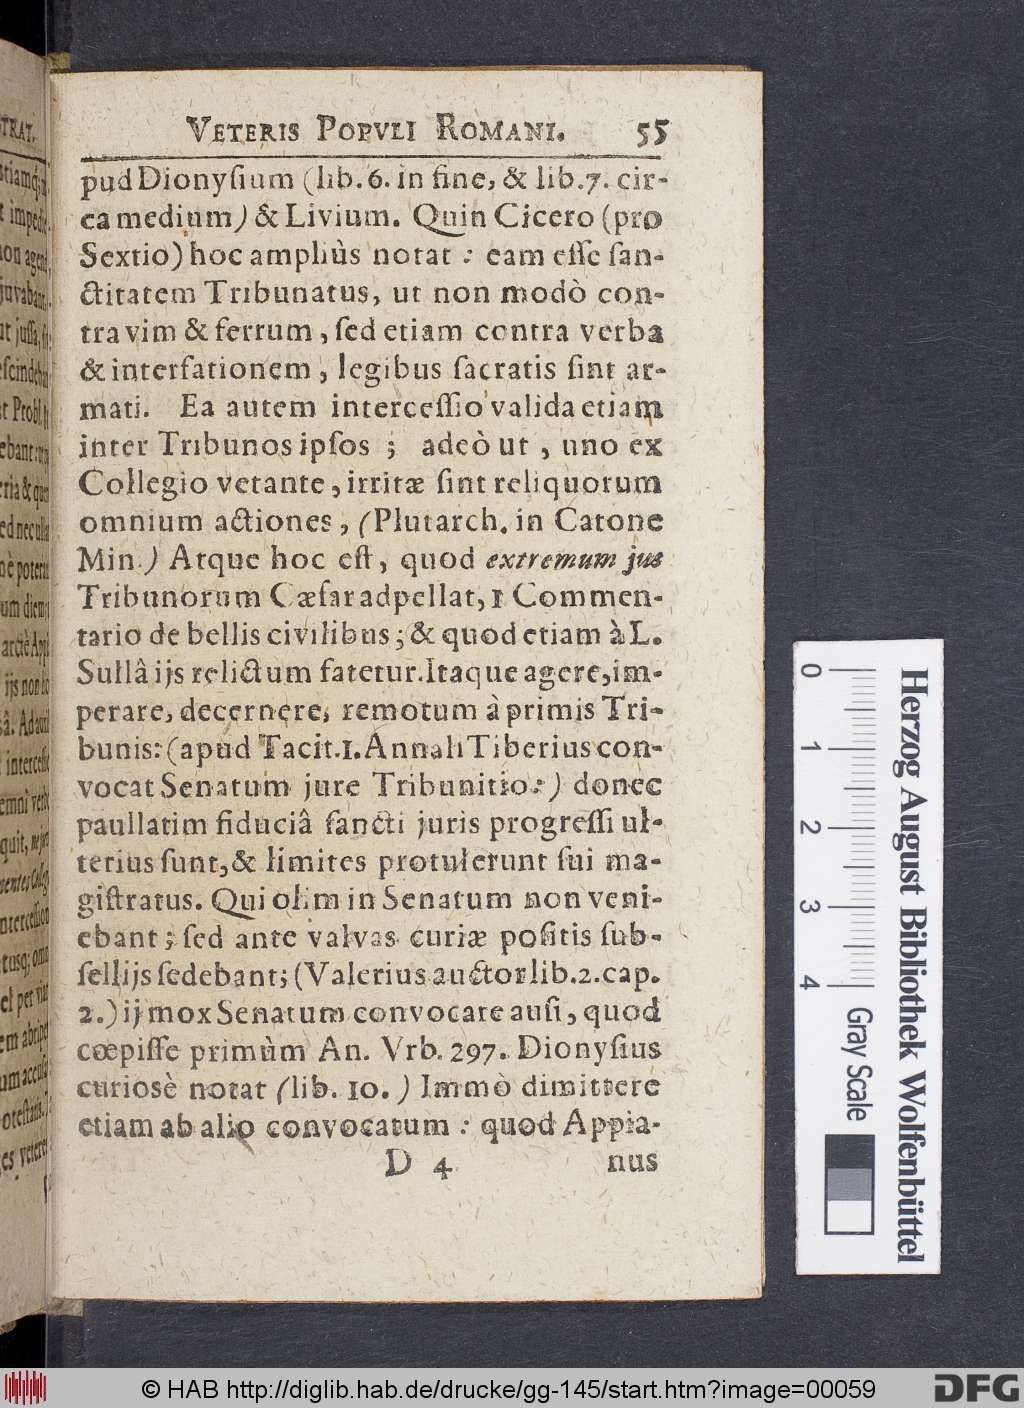 VETERIS POPVLI ROMANI. 55
pud Dionyſium (lib. 6. in fine, & lib. 7. cir-
ca medium) & Livium. Quin Cicero (pro
Sextio) hoc ampliùs notat : eam eſſe ſan-
ctitatem Tribunatus, ut non modò con-
tra vim & ferrum, ſed etiam contra verba
& interfationem, legibus ſacratis ſint ar-
mati. Ea autem interceſſio valida etiam
inter Tribunos ipſos ; adeò ut, uno ex
Collegio vetante, irritæ ſint reliquorum
omnium actiones, (Plutarch. in Catone
Min.) Atque hoc eſt, quod extremum jus
Tribunorum Cæſar adpellat, 1 Commen-
tario de bellis civilibus; & quod etiam à L.
Sullâ ijs relictum fatetur. Itaque agere, im-
perare, decernere, remotum à primis Tri-
bunis: (apud Tacit. 1. Annali Tiberius con-
vocat Senatum jure Tribunitio:) donec
paullatim fiduciâ ſancti juris progreſſi ul-
terius ſunt, & limites protulerunt ſui ma-
giſtratus. Qui olim in Senatum non veni-
ebant ; ſed ante valvas curiæ poſitis ſub-
ſellijs ſedebant; (Valerius auctor lib. 2. cap.
2.) ij mox Senatum convocare auſi, quod
cœpiſſe primùm An. Vrb. 297. Dionyſius
curiosè notat (lib. 10.) Immò dimittere
etiam ab alio convocatum : quod Appia-
D 4 nus
0 1 2 3 4 Gray Scale
Herzog August Bibliothek Wolfenbüttel
© HAB http://diglib.hab.de/drucke/gg-145/start.htm?image=00059
DFG